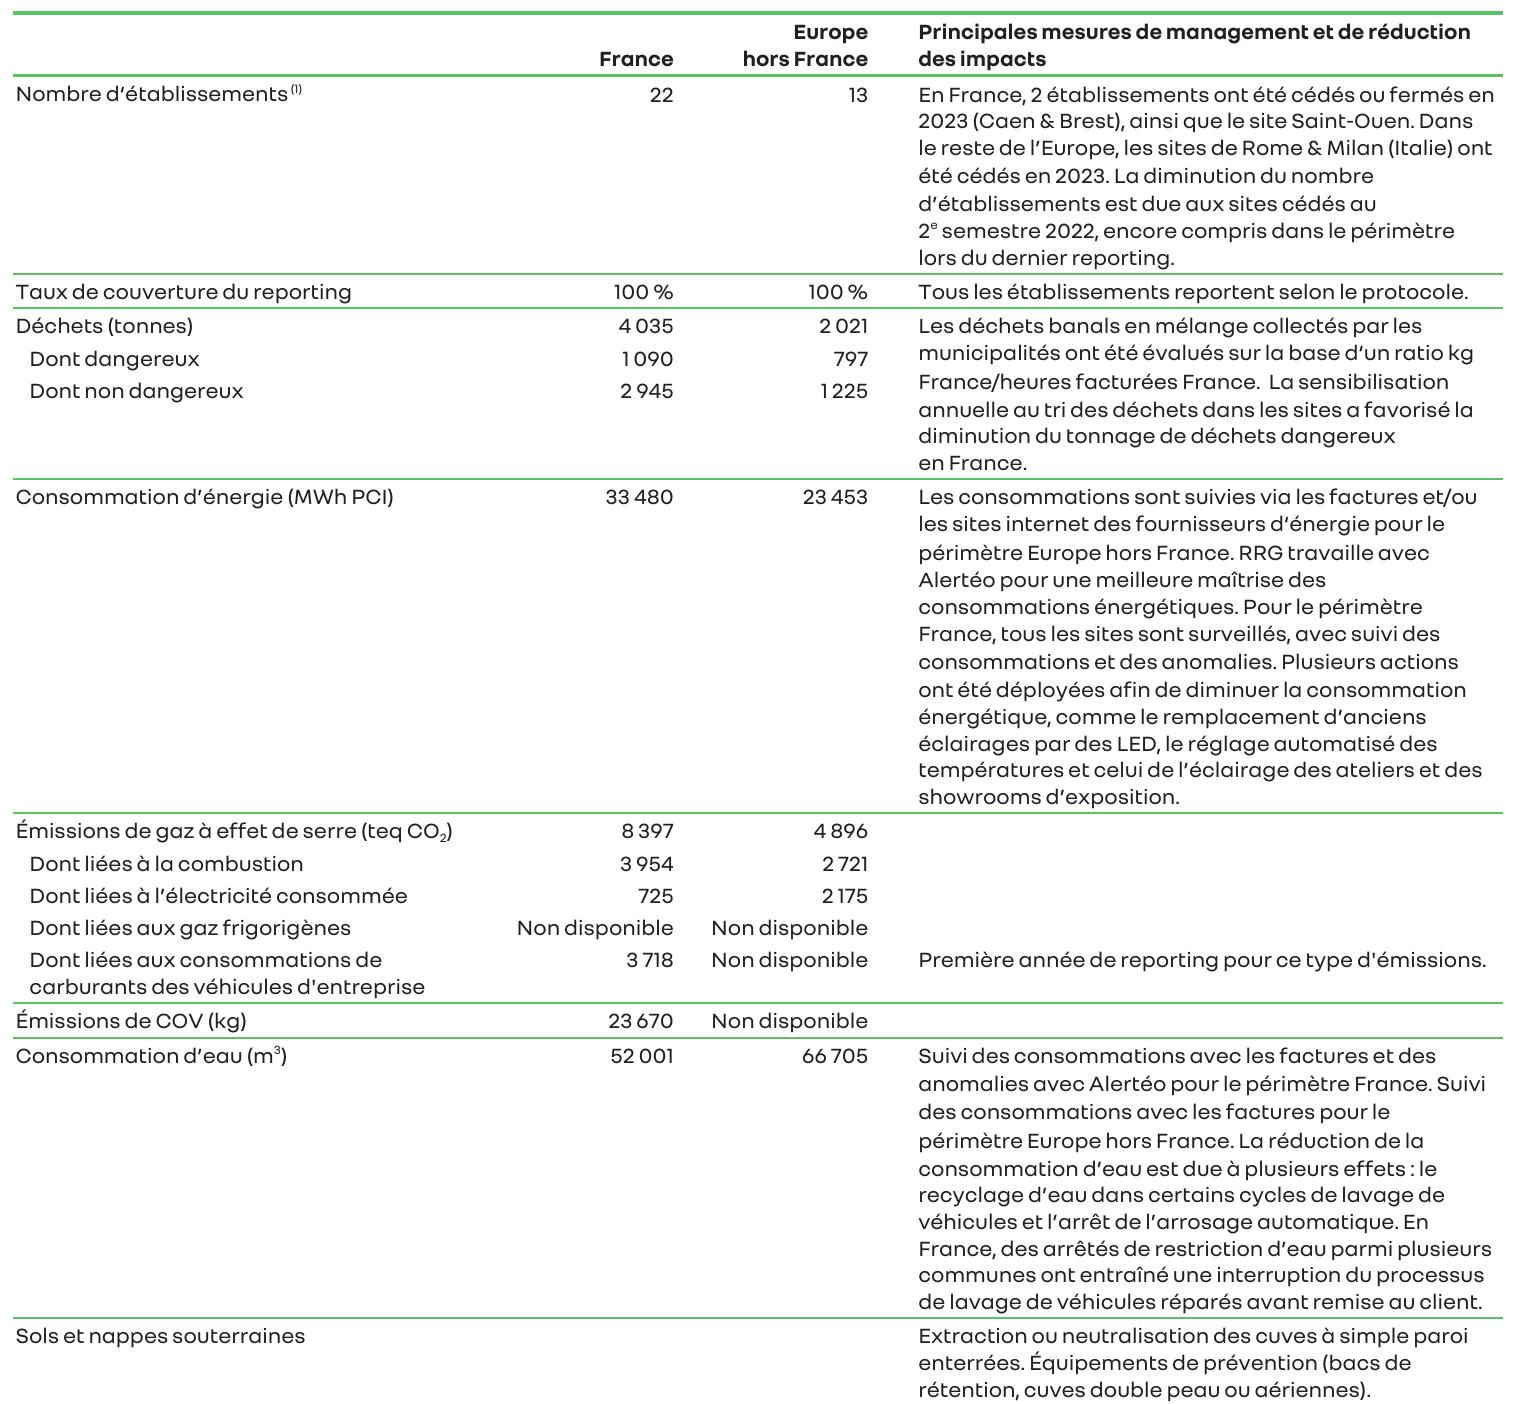 France
Europe
hors France
Principales mesures de management et de réduction
des impacts
Nombre d'établissements (1)
22
13
En France, 2 établissements ont été cédés ou fermés en
2023 (Caen & Brest), ainsi que le site Saint-Ouen. Dans
le reste de l'Europe, les sites de Rome & Milan (Italie) ont
été cédés en 2023. La diminution du nombre
d'établissements est due aux sites cédés au
2e semestre 2022, encore compris dans le périmètre
lors du dernier reporting.
Taux de couverture du reporting
100 %
100 %
Tous les établissements reportent selon le protocole.
Déchets (tonnes)
4 035
2 021
Dont dangereux
1 090
797
Dont non dangereux
2 945
1 225
Les déchets banals en mélange collectés par les
municipalités ont été évalués sur la base d'un ratio kg
France/heures facturées France. La sensibilisation
annuelle au tri des déchets dans les sites a favorisé la
diminution du tonnage de déchets dangereux
en France.
Consommation d'énergie (MWh PCI)
33 480
23 453
Les consommations sont suivies via les factures et/ou
les sites internet des fournisseurs d'énergie pour le
périmètre Europe hors France. RRG travaille avec
Alertéo pour une meilleure maîtrise des
consommations énergétiques. Pour le périmètre
France, tous les sites sont surveillés, avec suivi des
consommations et des anomalies. Plusieurs actions
ont été déployées afin de diminuer la consommation
énergétique, comme le remplacement d'anciens
éclairages par des LED, le réglage automatisé des
températures et celui de l'éclairage des ateliers et des
showrooms d'exposition.
Émissions de gaz à effet de serre (teq CO2)
8 397
4 896
Dont liées à la combustion
3 954
2 721
Dont liées à l'électricité consommée
725
2 175
Dont liées aux gaz frigorigènes
Non disponible
Non disponible
Dont liées aux consommations de
carburants des véhicules d'entreprise
3 718
Non disponible
Première année de reporting pour ce type d'émissions.
Émissions de COV (kg)
23 670
Non disponible
Consommation d'eau (m3)
52 001
66 705
Suivi des consommations avec les factures et des
anomalies avec Alertéo pour le périmètre France. Suivi
des consommations avec les factures pour le
périmètre Europe hors France. La réduction de la
consommation d'eau est due à plusieurs effets : le
recyclage d'eau dans certains cycles de lavage de
véhicules et l'arrêt de l'arrosage automatique. En
France, des arrêtés de restriction d'eau parmi plusieurs
communes ont entraîné une interruption du processus
de lavage de véhicules réparés avant remise au client.
Sols et nappes souterraines
Extraction ou neutralisation des cuves à simple paroi
enterrées. Équipements de prévention (bacs de
rétention, cuves double peau ou aériennes).